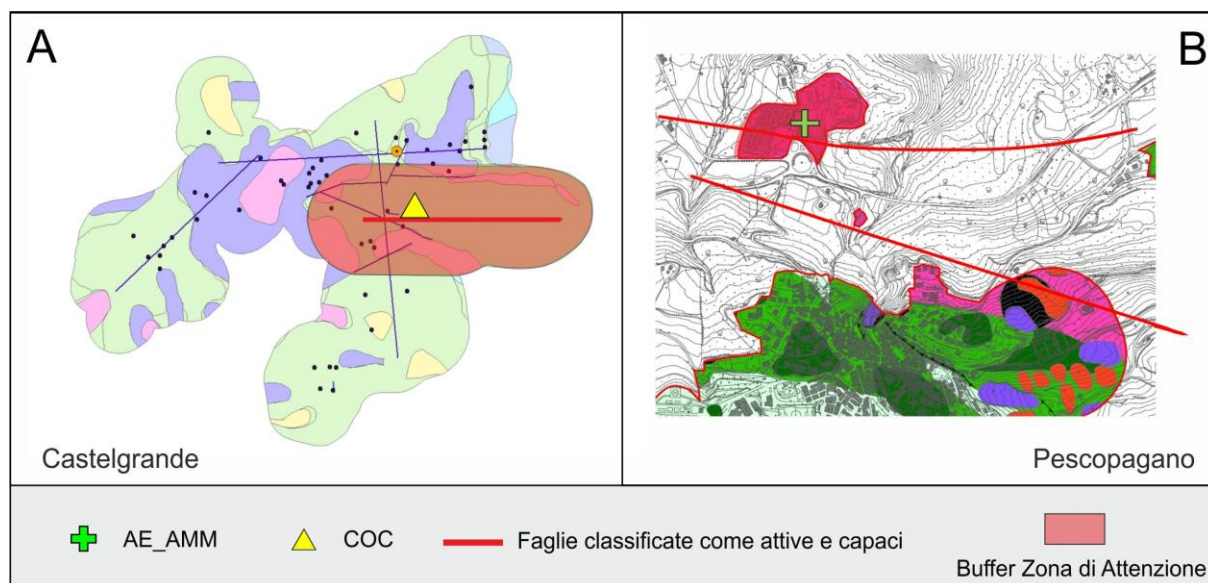 A
B
Castelgrande
Pescopagano
AE_AMM
COC
Faglie classificate come attive e capaci
Buffer Zona di Attenzione